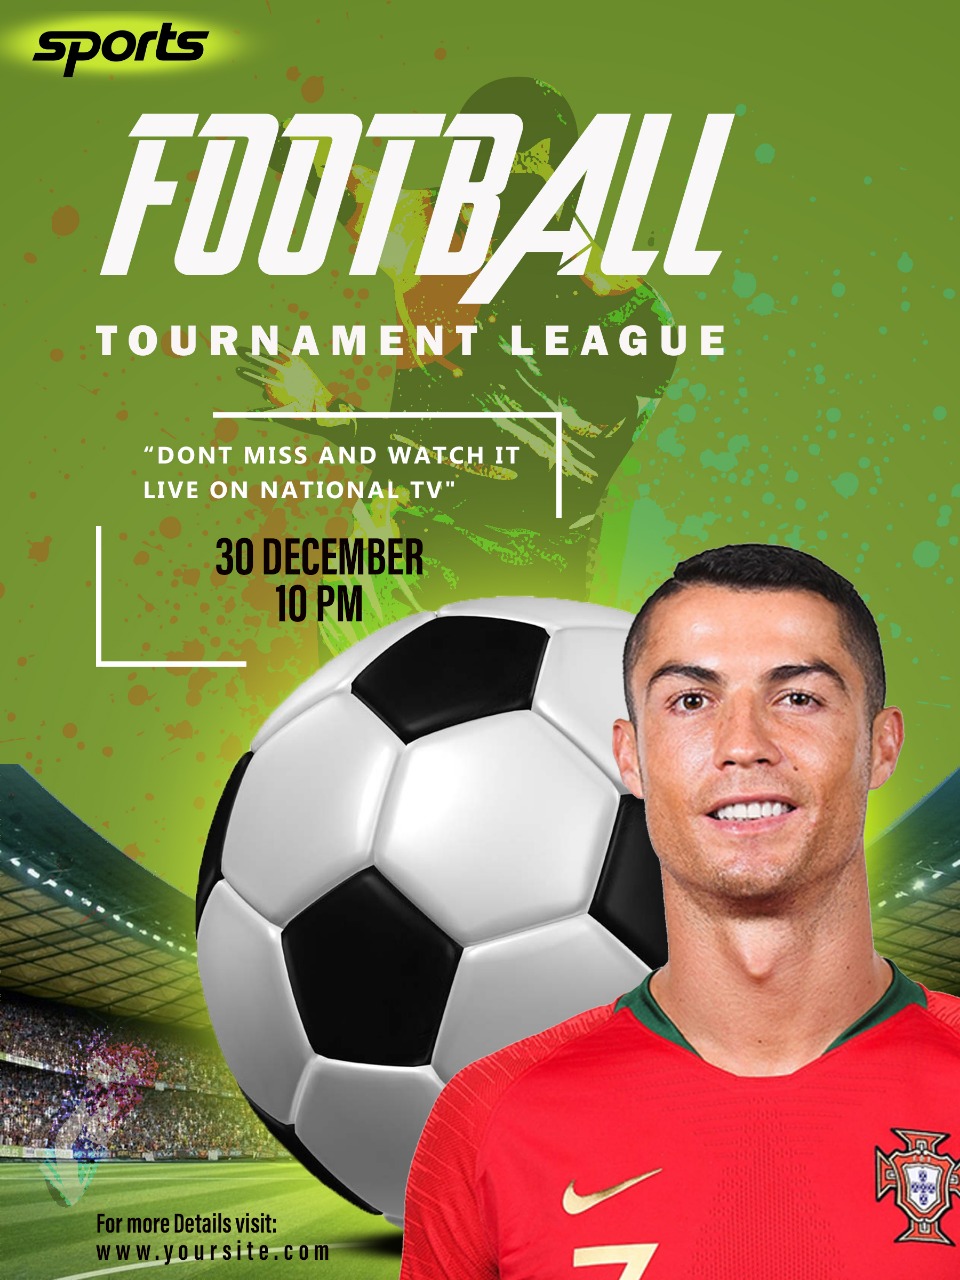 sports
FOOTBALL
TOURNAMENT LEAGUE
“DONT MISS AND WATCH IT
LIVE ON NATIONAL TV"
30 DECEMBER
10 PM
For more Details visit:
www.yoursite.com
7